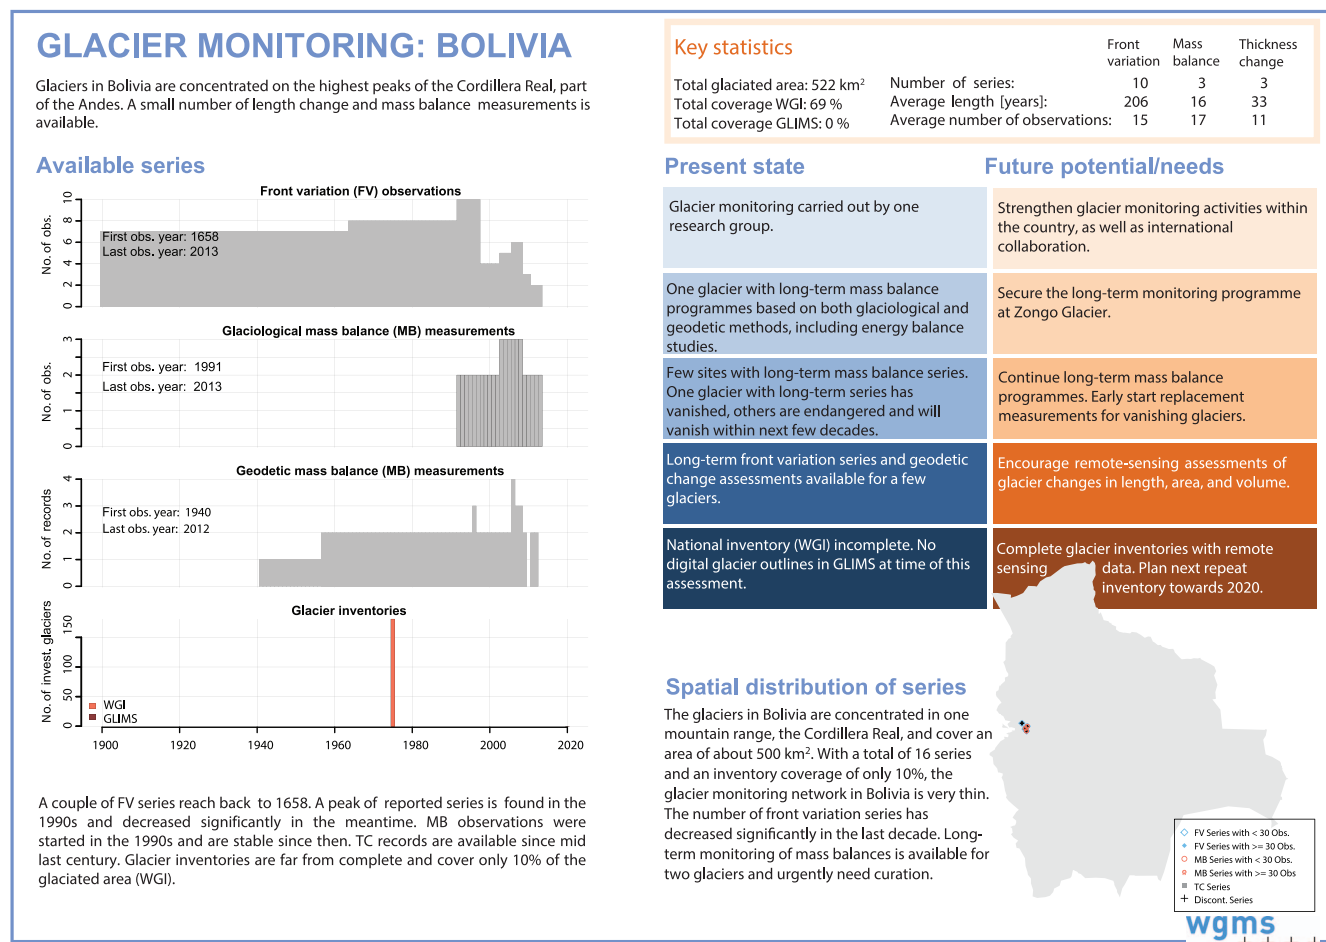 GLACIER MONITORING: BOLIVIA
Glaciers in Bolivia are concentrated on the highest peaks of the Cordillera Real, part
of the Andes. A small number of length change and mass balance measurements is
available.
Key statistics
Total glaciated area: 522 km²
Total coverage WGI: 69 %
Total coverage GLIMS: 0 %
Front variation Mass balance Thickness change
Number of series: 10 3 3
Average length [years]: 206 16 33
Average number of observations: 15 17 11
Available series
Front variation (FV) observations
No. of obs.
10
8
6
4
2
0
First obs. year: 1658
Last obs. year: 2013
Glaciological mass balance (MB) measurements
No. of obs.
3
2
1
0
First obs. year: 1991
Last obs. year: 2013
Geodetic mass balance (MB) measurements
No. of records
4
3
2
1
0
First obs. year: 1940
Last obs. year: 2012
Glacier inventories
No. of invest. glaciers
150
100
50
0
WGI
GLIMS
1900 1920 1940 1960 1980 2000 2020
A couple of FV series reach back to 1658. A peak of reported series is found in the
1990s and decreased significantly in the meantime. MB observations were
started in the 1990s and are stable since then. TC records are available since mid
last century. Glacier inventories are far from complete and cover only 10% of the
glaciated area (WGI).
Present state
Glacier monitoring carried out by one
research group.
One glacier with long-term mass balance
programmes based on both glaciological and
geodetic methods, including energy balance
studies.
Few sites with long-term mass balance series.
One glacier with long-term series has
vanished, others are endangered and will
vanish within next few decades.
Long-term front variation series and geodetic
change assessments available for a few
glaciers.
National inventory (WGI) incomplete. No
digital glacier outlines in GLIMS at time of this
assessment.
Future potential/needs
Strengthen glacier monitoring activities within
the country, as well as international
collaboration.
Secure the long-term monitoring programme
at Zongo Glacier.
Continue long-term mass balance
programmes. Early start replacement
measurements for vanishing glaciers.
Encourage remote-sensing assessments of
glacier changes in length, area, and volume.
Complete glacier inventories with remote
sensing data. Plan next repeat
inventory towards 2020.
Spatial distribution of series
The glaciers in Bolivia are concentrated in one
mountain range, the Cordillera Real, and cover an
area of about 500 km². With a total of 16 series
and an inventory coverage of only 10%, the
glacier monitoring network in Bolivia is very thin.
The number of front variation series has
decreased significantly in the last decade. Long-
term monitoring of mass balances is available for
two glaciers and urgently need curation.
FV Series with < 30 Obs.
FV Series with >= 30 Obs.
MB Series with < 30 Obs.
MB Series with >= 30 Obs
TC Series
Discont. Series
wgms